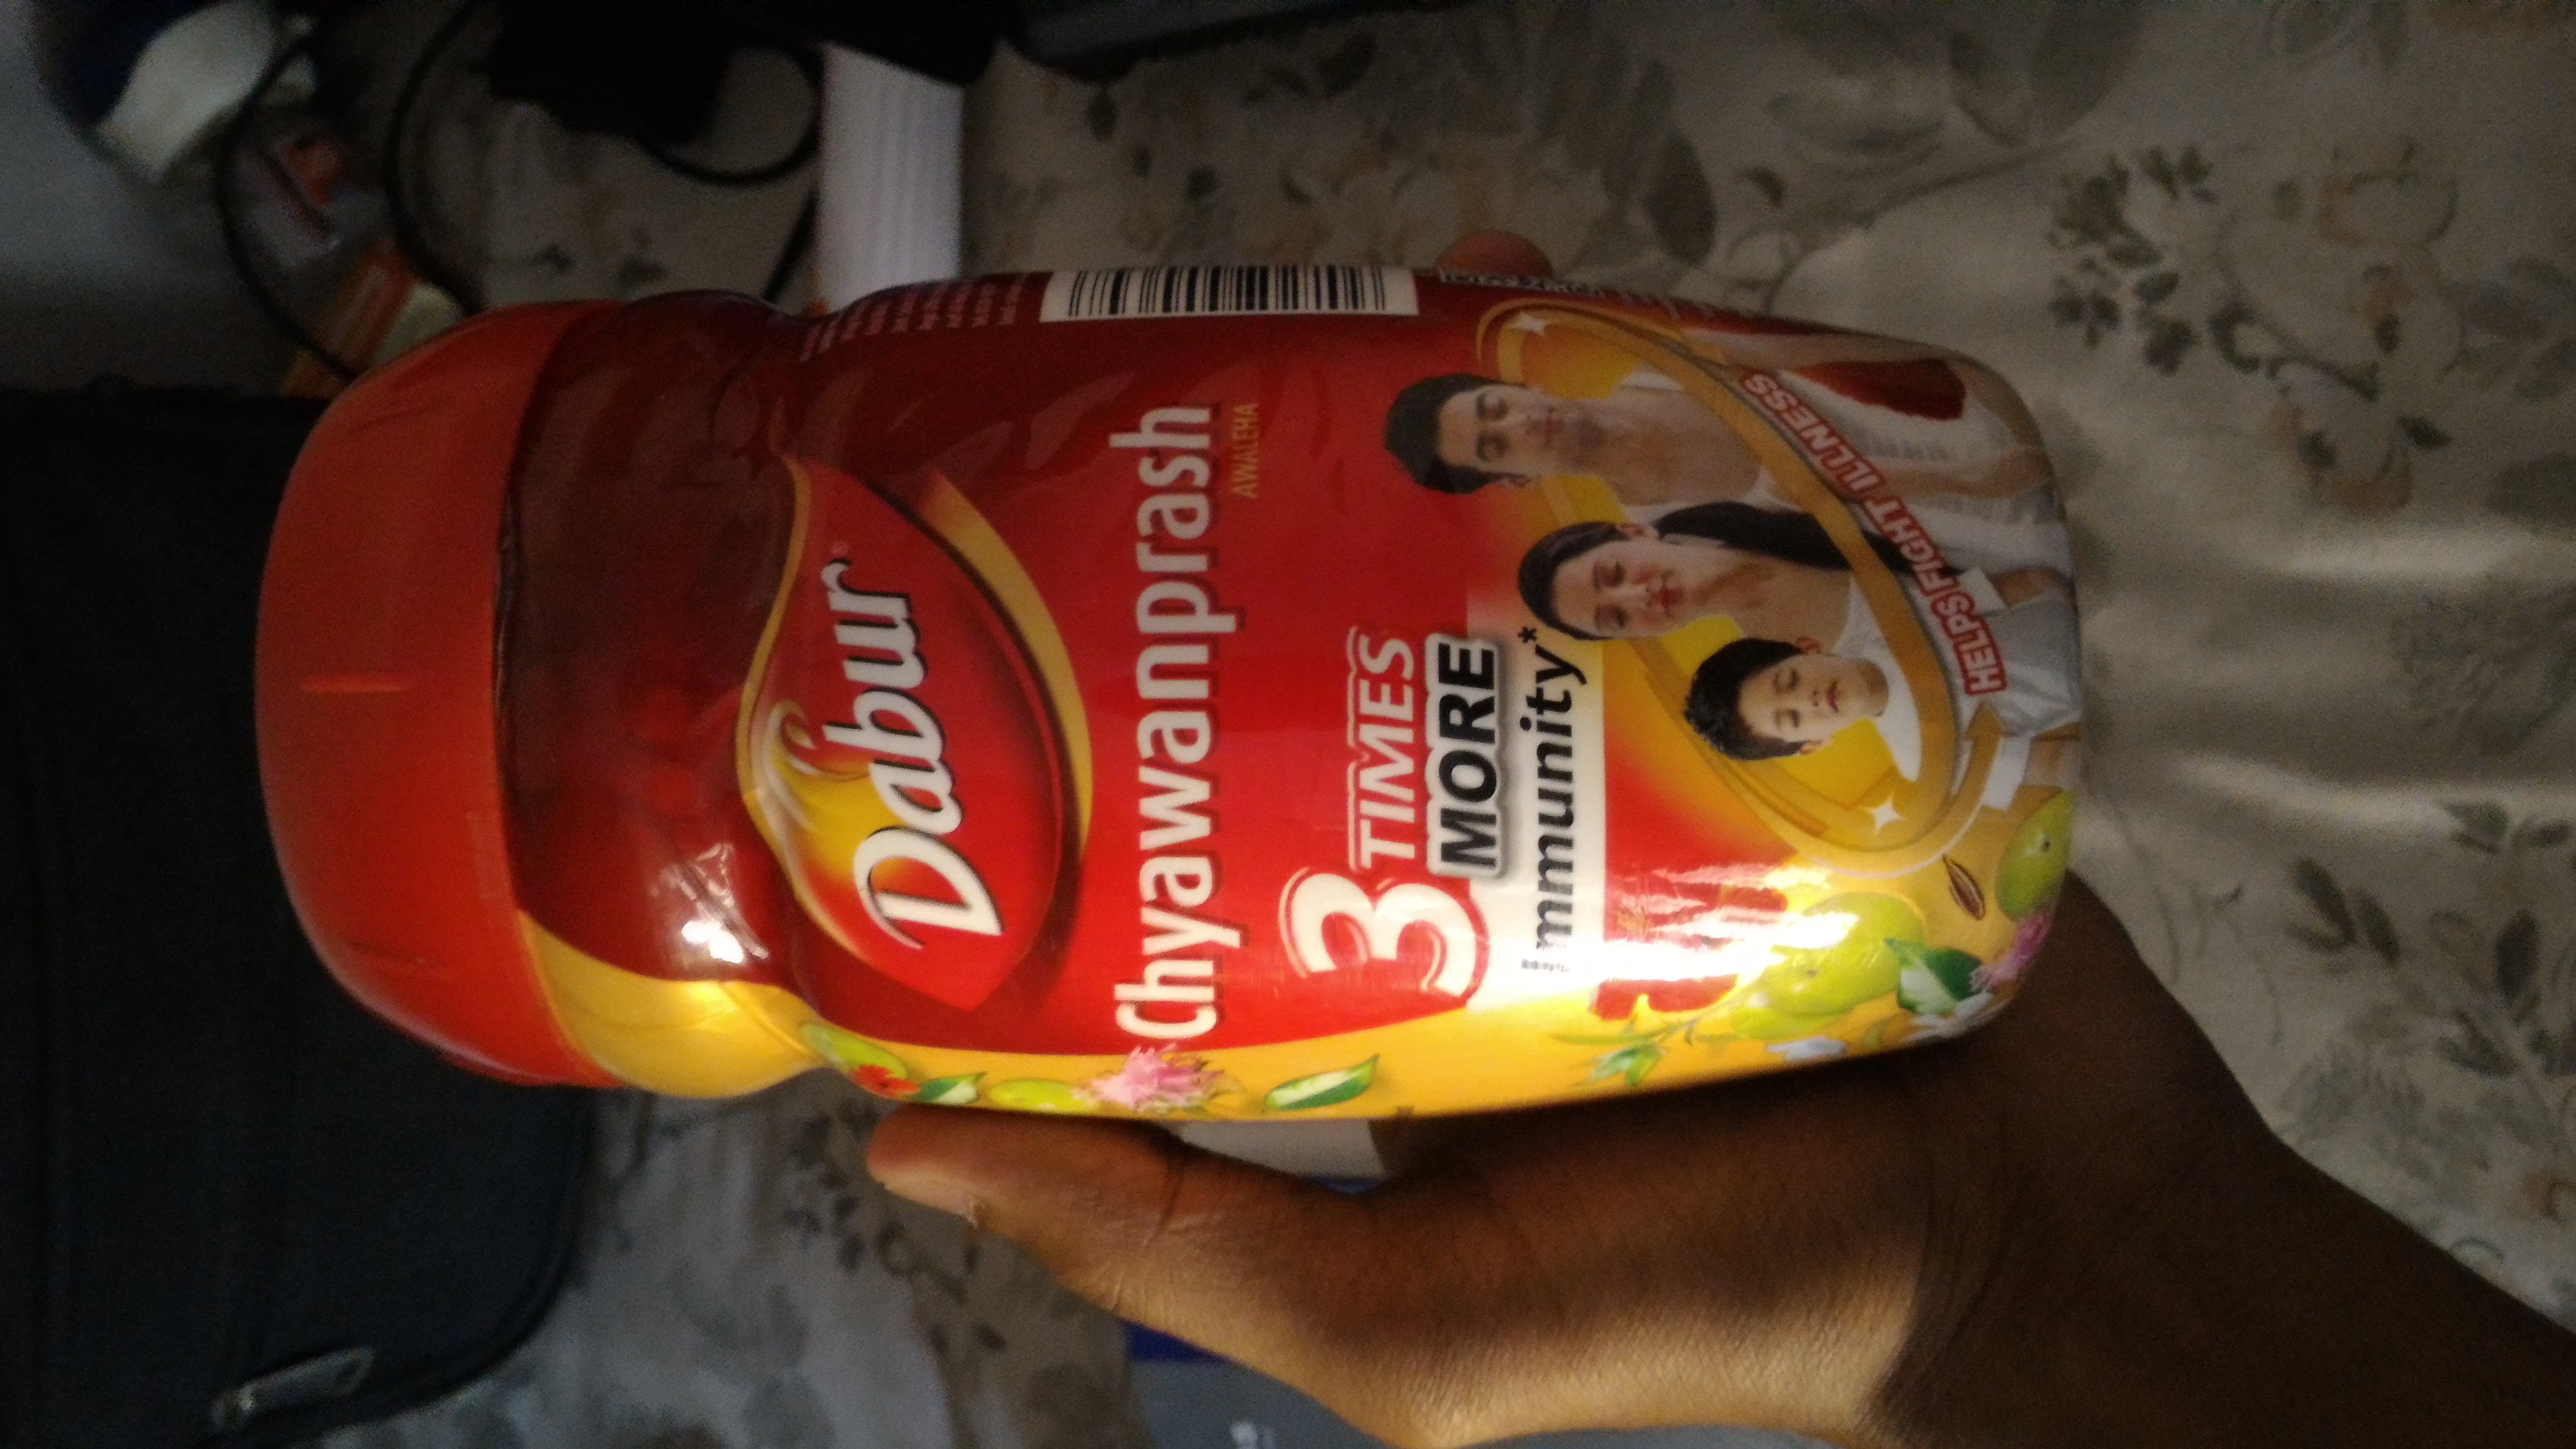 Dabur
Chyawanprash
AWALEHA
3 TIMES
MORE
Immunity*
HELPS FIGHT ILLNESS